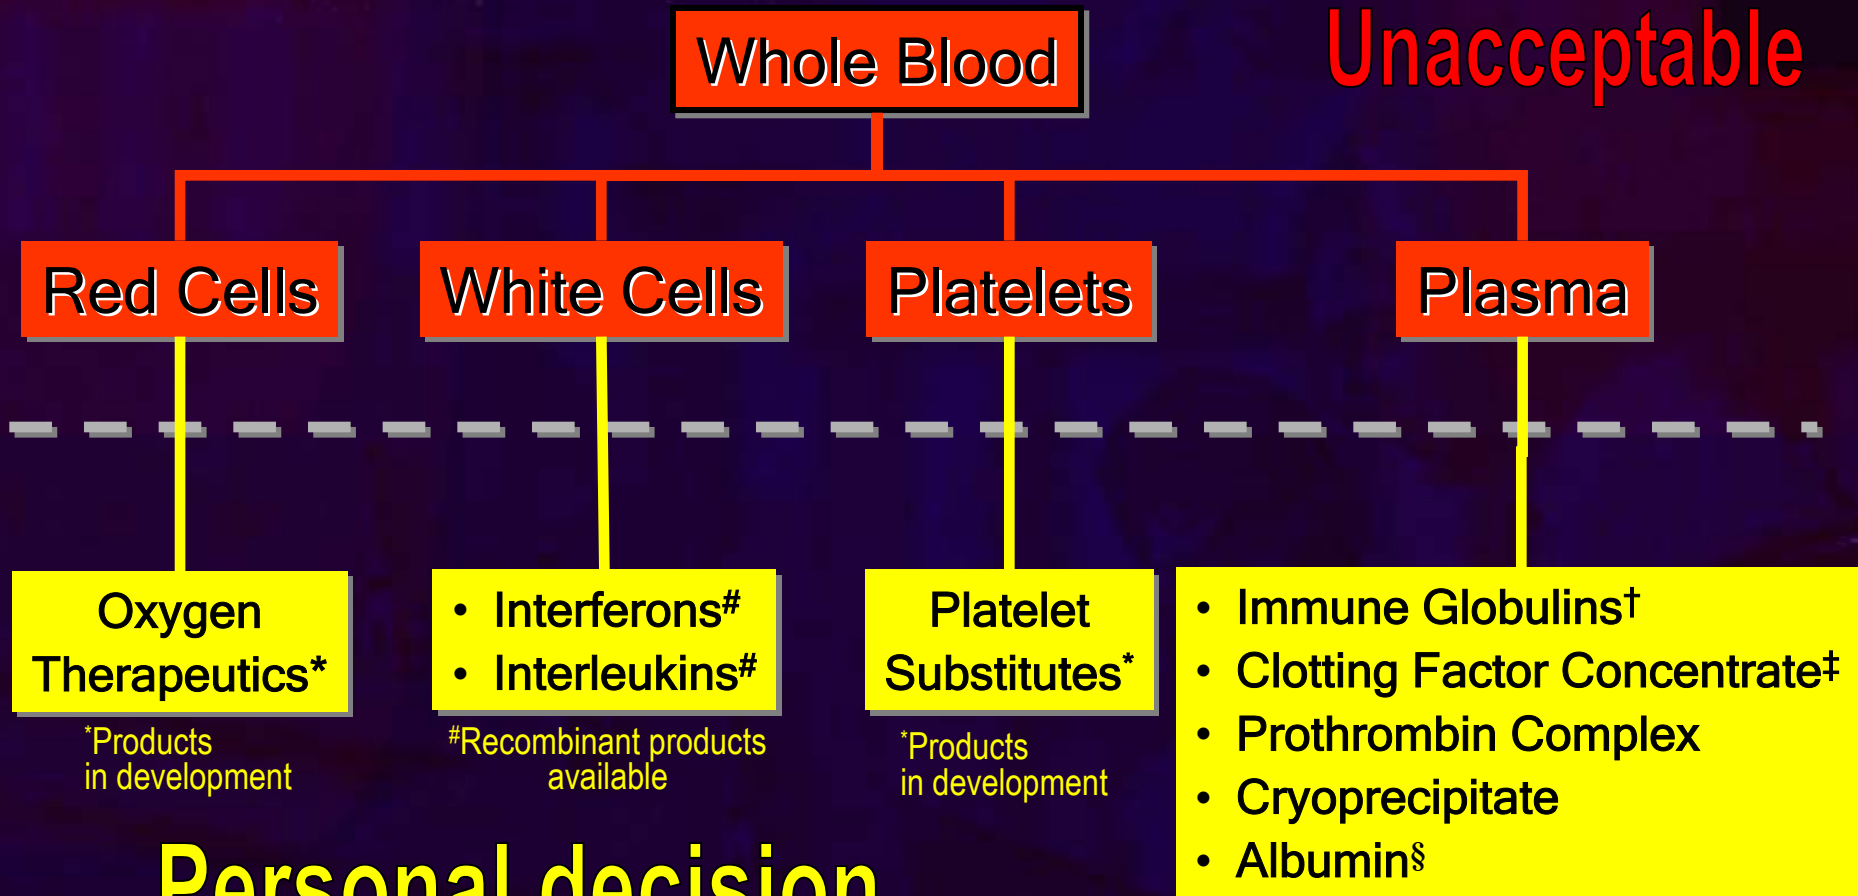 Unacceptable
Whole Blood
Red Cells
White Cells
Platelets
Plasma
Oxygen
Therapeutics*
*Products
in development
• Interferons#
• Interleukins#
#Recombinant products
available
Platelet
Substitutes*
*Products
in development
• Immune Globulins†
• Clotting Factor Concentrate‡
• Prothrombin Complex
• Cryoprecipitate
• Albumin§
Personal decision